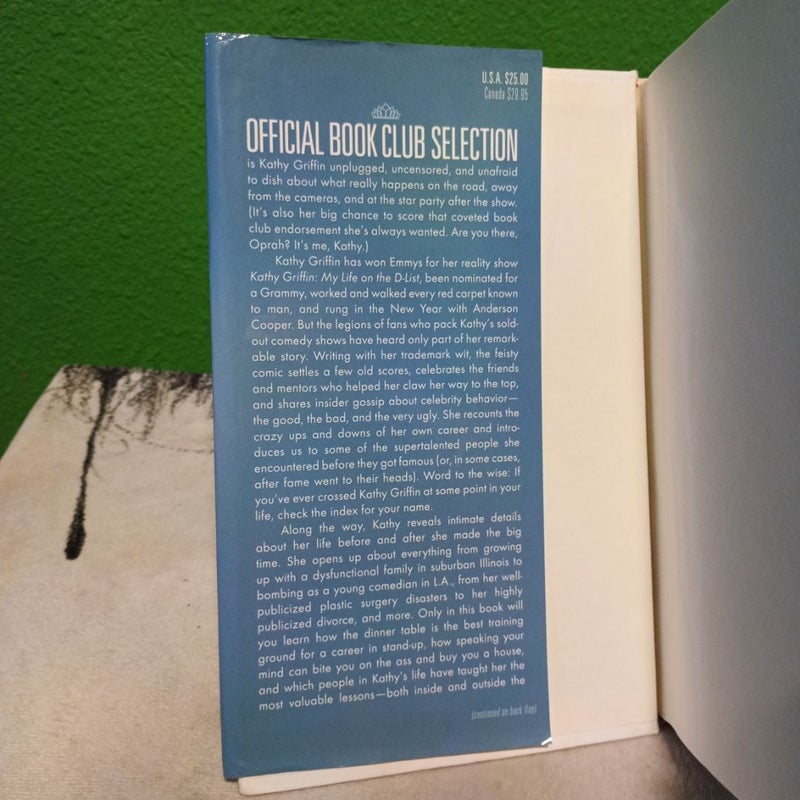 U.S.A. $25.00
Canada $29.95
OFFICIAL BOOK CLUB SELECTION
is Kathy Griffin unplugged, uncensored, and unafraid
to dish about what really happens on the road, away
from the cameras, and at the star party after the show.
(It's also her big chance to score that coveted book
club endorsement she's always wanted. Are you there,
Oprah? It's me, Kathy.)
Kathy Griffin has won Emmys for her reality show
Kathy Griffin: My Life on the D-List, been nominated for
a Grammy, worked and walked every red carpet known
to man, and rung in the New Year with Anderson
Cooper. But the legions of fans who pack Kathy's sold-
out comedy shows have heard only part of her remark-
able story. Writing with her trademark wit, the feisty
comic settles a few old scores, celebrates the friends
and mentors who helped her claw her way to the top,
and shares insider gossip about celebrity behavior—
the good, the bad, and the very ugly. She recounts the
crazy ups and downs of her own career and intro-
duces us to some of the supertalented people she
encountered before they got famous (or, in some cases,
after fame went to their heads). Word to the wise: If
you've ever crossed Kathy Griffin at some point in your
life, check the index for your name.
Along the way, Kathy reveals intimate details
about her life before and after she made the big
time. She opens up about everything from growing
up with a dysfunctional family in suburban Illinois to
bombing as a young comedian in L.A., from her well-
publicized plastic surgery disasters to her highly
publicized divorce, and more. Only in this book will
you learn how the dinner table is the best training
ground for a career in stand-up, how speaking your
mind can bite you on the ass and buy you a house,
and which people in Kathy's life have taught her the
most valuable lessons—both inside and outside the
(continued on back flap)